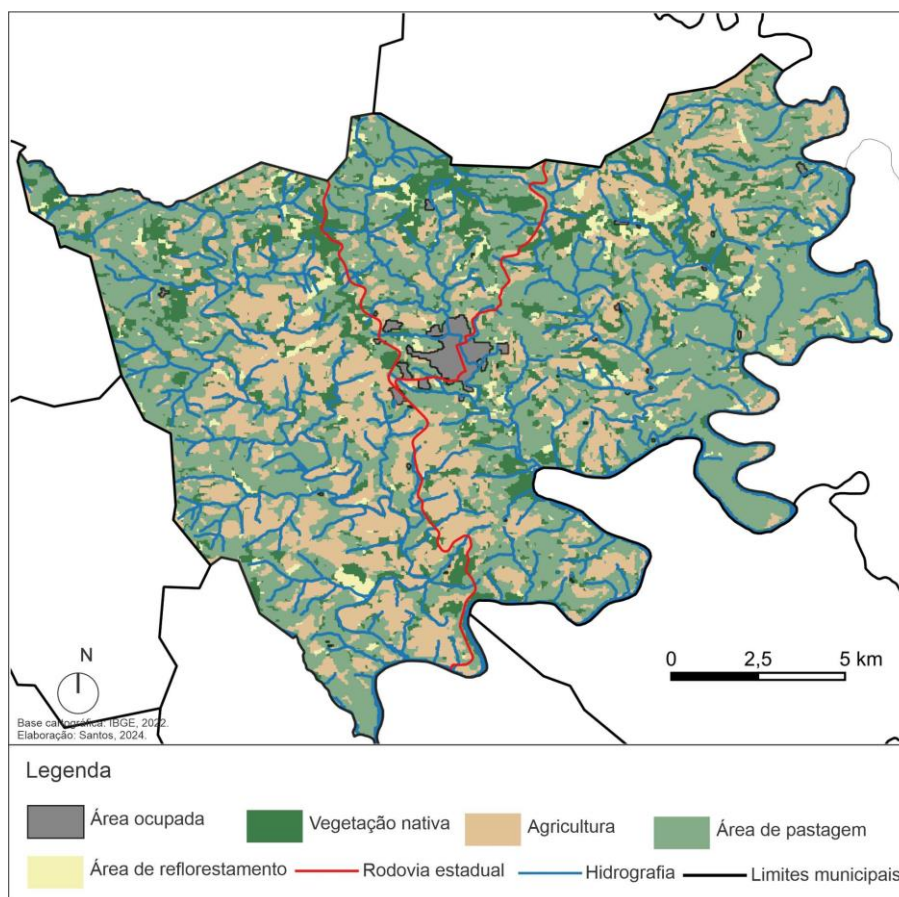 N
0 2,5 5 km
Base cartográfica: IBGE, 2022.
Elaboração: Santos, 2024.
Legenda
Área ocupada Vegetação nativa Agricultura Área de pastagem
Área de reflorestamento Rodovia estadual Hidrografia Limites municipais